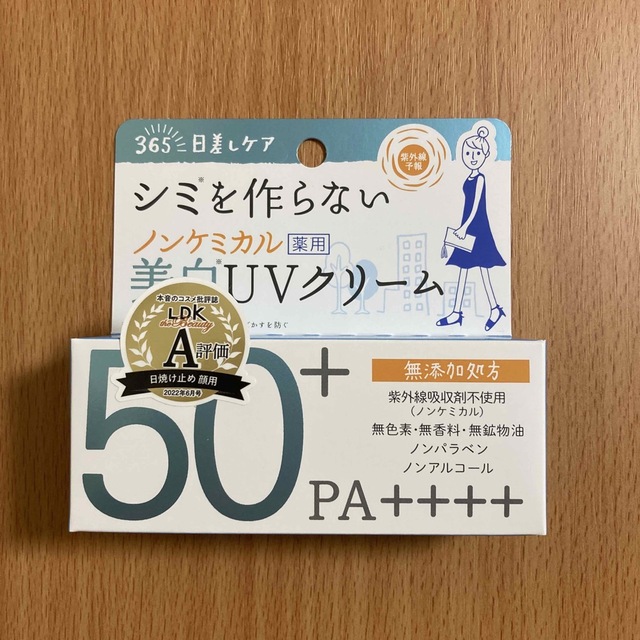 365 日差しケア
紫外線
予報
シミ※を作らない
ノンケミカル 薬用
美白※UVクリーム
かすを防ぐ
本音のコスメ批評誌
LDK
the Beauty
A評価
日焼け止め 顔用
2022年6月号
50+
PA++++
無添加処方
紫外線吸収剤不使用
(ノンケミカル)
無色素・無香料・無鉱物油
ノンパラベン
ノンアルコール